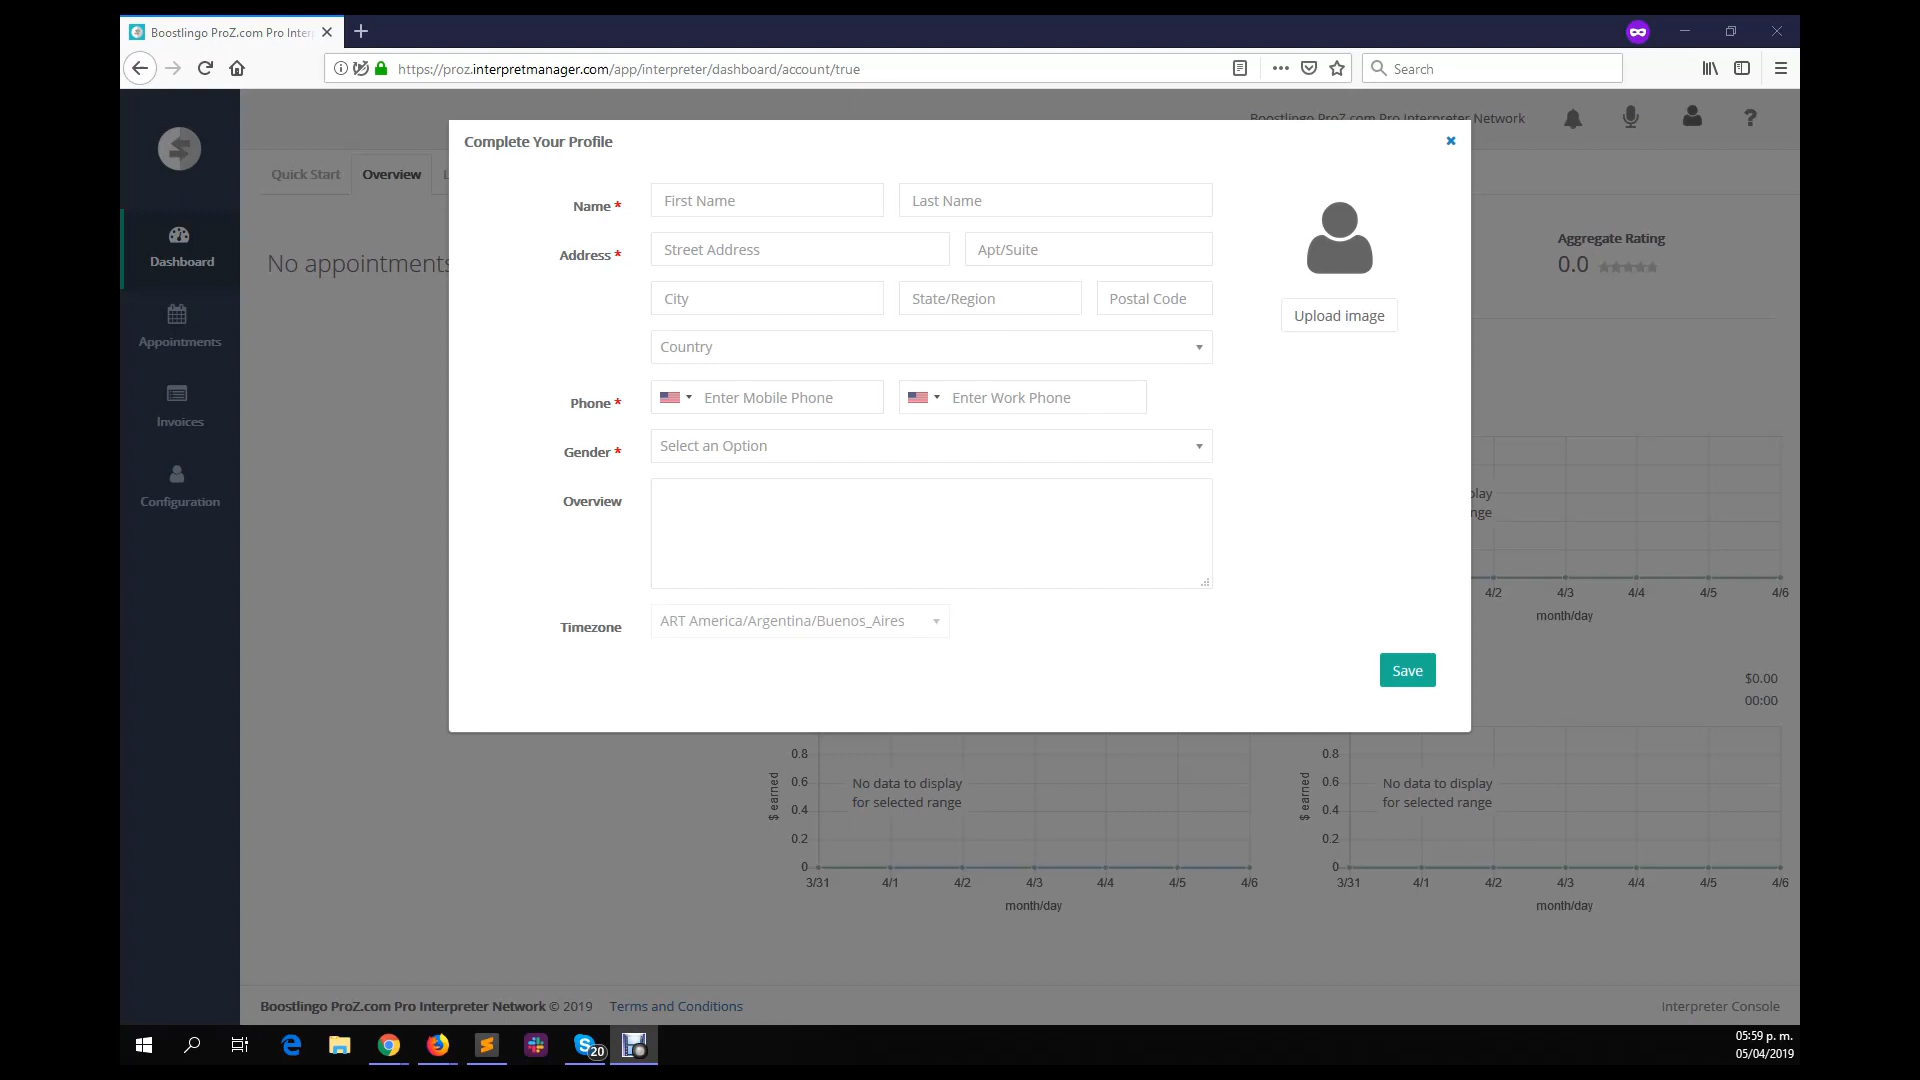 Boostlingo ProZ.com Pro Inter
https://proz.interpretmanager.com/app/interpreter/dashboard/account/true
Search
Boostlingo ProZ.com Pro Interpreter Network
Complete Your Profile
Quick Start
Overview
Name *
First Name
Last Name
Address *
Street Address
Apt/Suite
City
State/Region
Postal Code
Country
Upload image
Phone *
Enter Mobile Phone
Enter Work Phone
Gender *
Select an Option
Overview
Timezone
ART America/Argentina/Buenos_Aires
Save
Dashboard
Appointments
Invoices
Configuration
No appointments
Aggregate Rating
0.0
4/2
4/3
4/4
4/5
4/6
month/day
$0.00
00:00
0.8
0.6
0.4
0.2
0
$ earned
No data to display
for selected range
3/31
4/1
4/2
4/3
4/4
4/5
4/6
month/day
0.8
0.6
0.4
0.2
0
$ earned
No data to display
for selected range
3/31
4/1
4/2
4/3
4/4
4/5
4/6
month/day
Boostlingo ProZ.com Pro Interpreter Network © 2019
Terms and Conditions
Interpreter Console
20
05:59 p. m.
05/04/2019